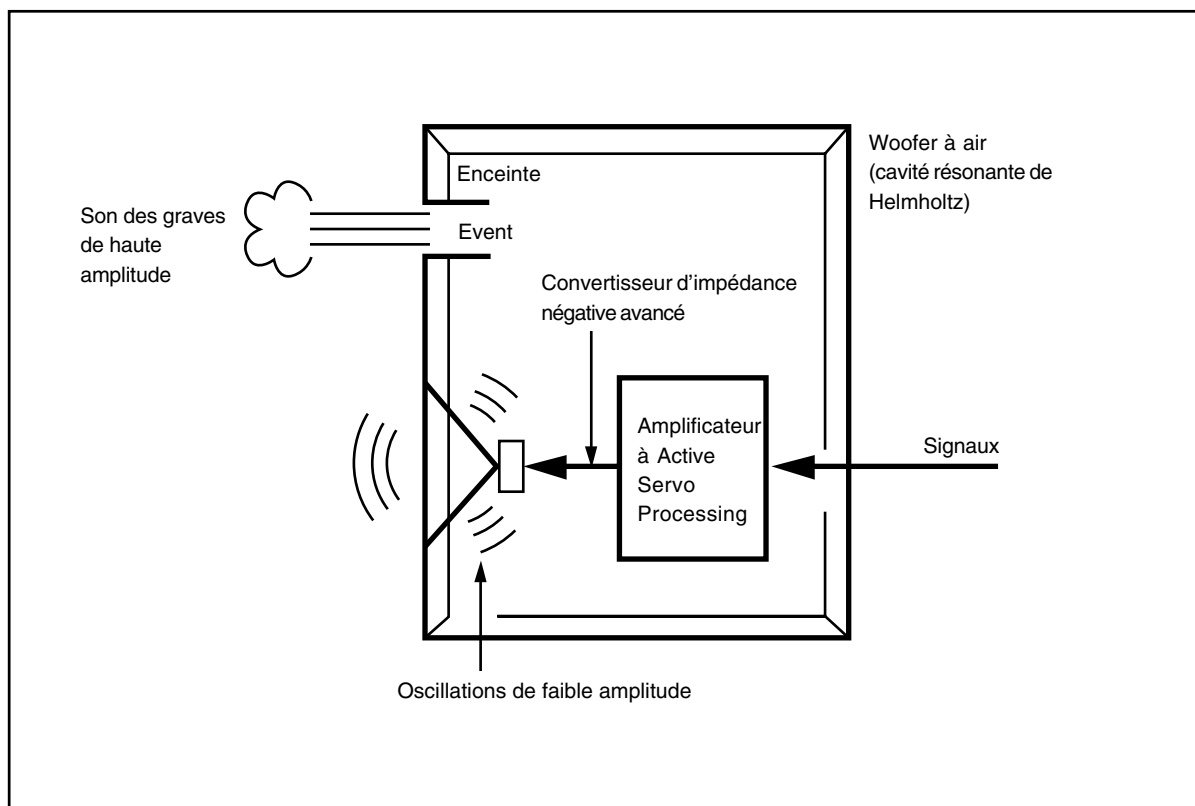 Woofer à air
(cavité résonante de
Helmholtz)
Enceinte
Son des graves
de haute
amplitude
Event
Convertisseur d’impédance
négative avancé
Amplificateur
à Active
Servo
Processing
Signaux
Oscillations de faible amplitude